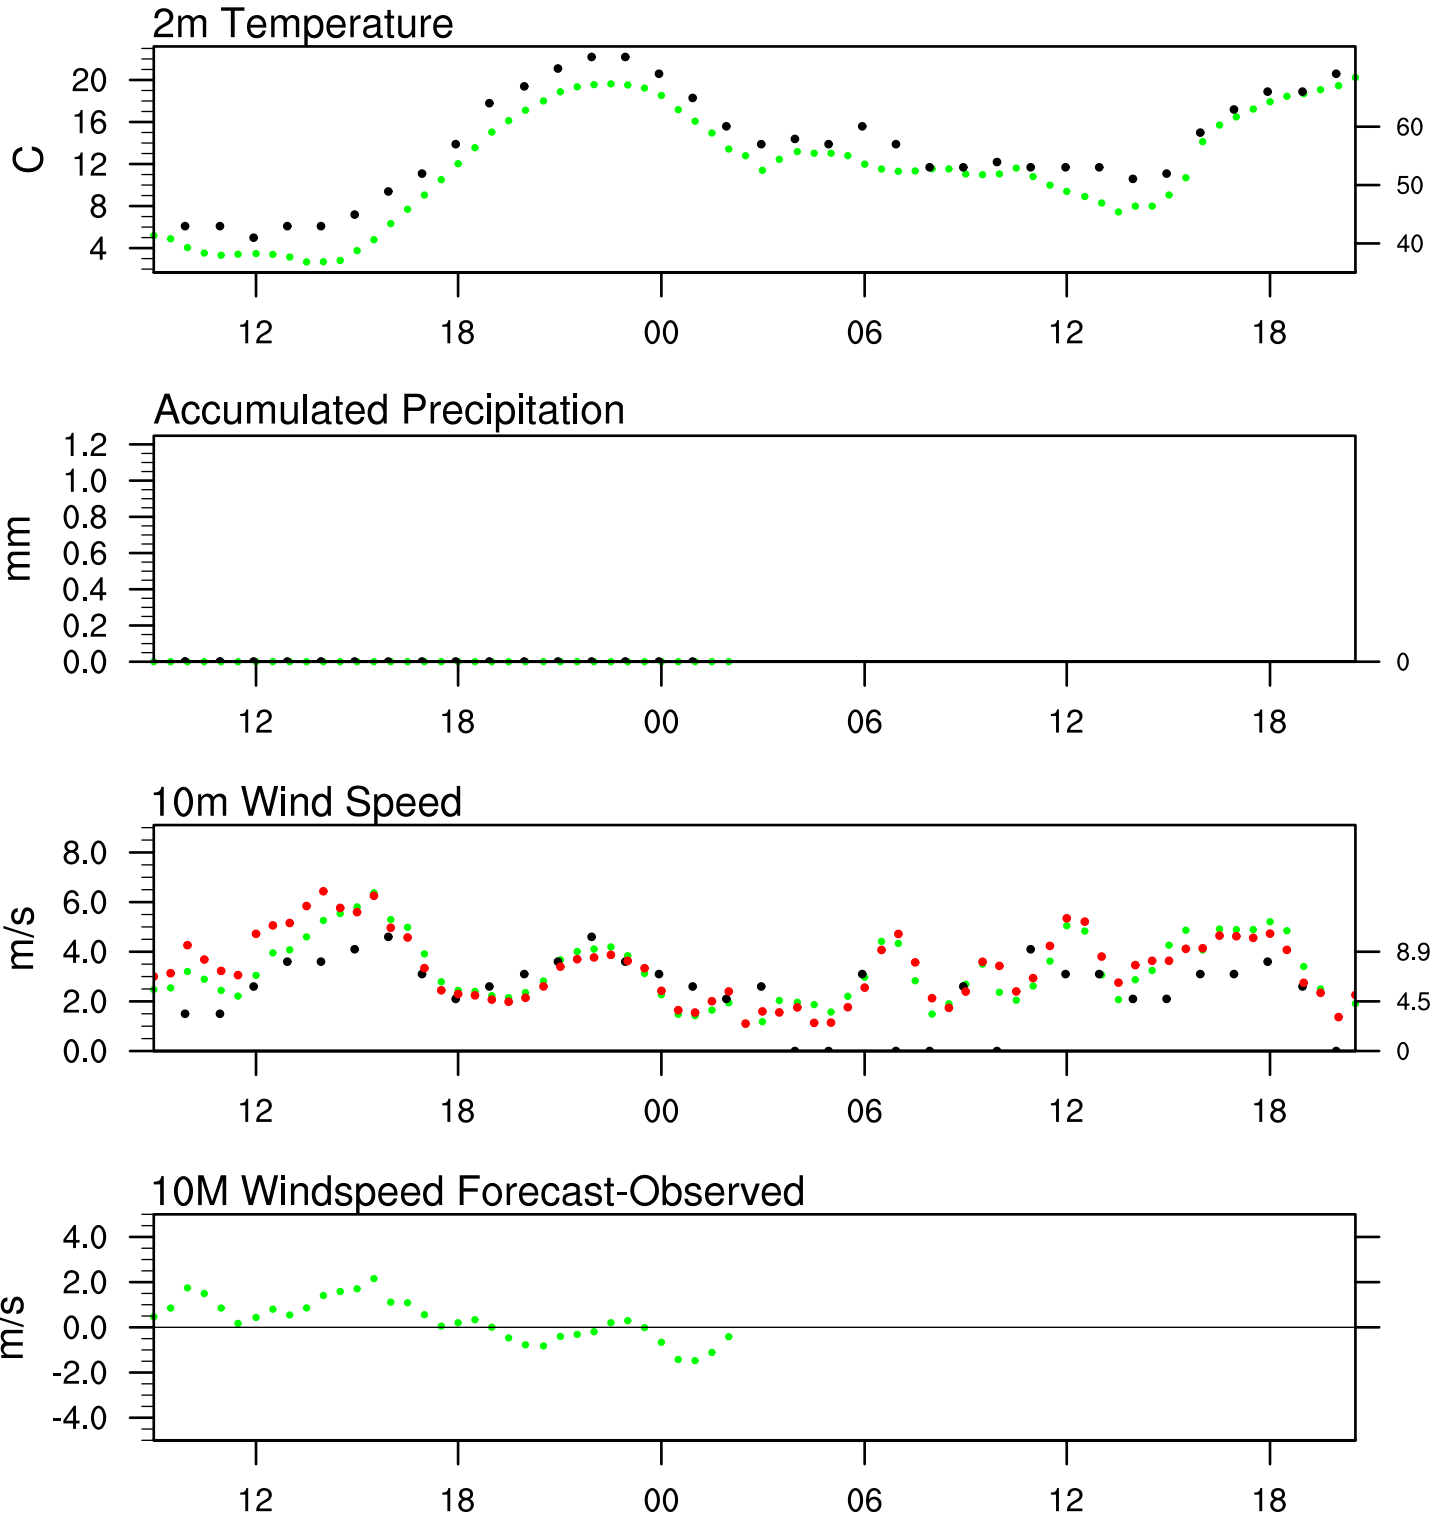 2m Temperature
C
20
16
12
8
4
60
50
40
12 18 00 06 12 18
Accumulated Precipitation
mm
1.2
1.0
0.8
0.6
0.4
0.2
0.0
0
12 18 00 06 12 18
10m Wind Speed
m/s
8.0
6.0
4.0
2.0
0.0
8.9
4.5
0
12 18 00 06 12 18
10M Windspeed Forecast-Observed
m/s
4.0
2.0
0.0
-2.0
-4.0
12 18 00 06 12 18